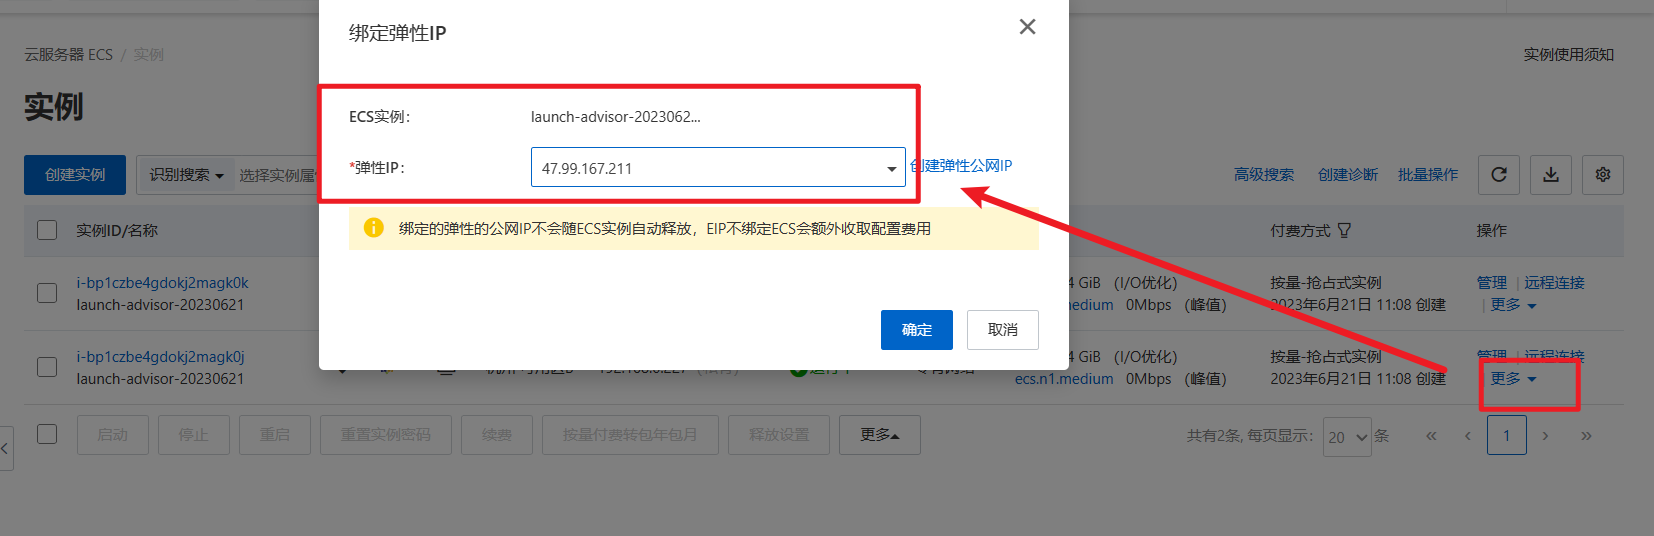 绑定弹性IP
云服务器 ECS / 实例
实例使用须知
实例
ECS实例：
launch-advisor-2023062...
*弹性IP：
47.99.167.211
创建弹性公网IP
创建实例
识别搜索
选择实例属
高级搜索
创建诊断
批量操作
绑定的弹性的公网IP不会随ECS实例自动释放，EIP不绑定ECS会额外收取配置费用
实例ID/名称
付费方式
操作
i-bp1czbe4gdokj2magk0k
launch-advisor-20230621
4 GiB （I/O优化）
medium 0Mbps （峰值）
按量-抢占式实例
2023年6月21日 11:08 创建
管理 | 远程连接
| 更多
确定
取消
i-bp1czbe4gdokj2magk0j
launch-advisor-20230621
4 GiB （I/O优化）
ecs.n1.medium 0Mbps （峰值）
按量-抢占式实例
2023年6月21日 11:08 创建
管理 | 远程连接
更多
启动
停止
重启
重置实例密码
续费
按量付费转包年包月
释放设置
更多
共有2条, 每页显示：
20
条
«
‹
1
›
»